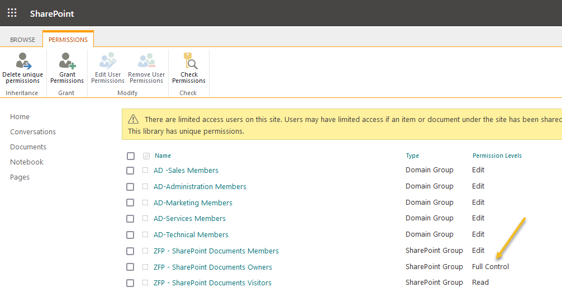 SharePoint
BROWSE
PERMISSIONS
Delete unique permissions
Grant Permissions
Edit User Permissions
Remove User Permissions
Check Permissions
Inheritance
Grant
Modify
Check
Home
Conversations
Documents
Notebook
Pages
There are limited access users on this site. Users may have limited access if an item or document under the site has been shared
This library has unique permissions.
Name Type Permission Levels
AD -Sales Members Domain Group Edit
AD-Administration Members Domain Group Edit
AD-Marketing Members Domain Group Edit
AD-Services Members Domain Group Edit
AD-Technical Members Domain Group Edit
ZFP - SharePoint Documents Members SharePoint Group Edit
ZFP - SharePoint Documents Owners SharePoint Group Full Control
ZFP - SharePoint Documents Visitors SharePoint Group Read